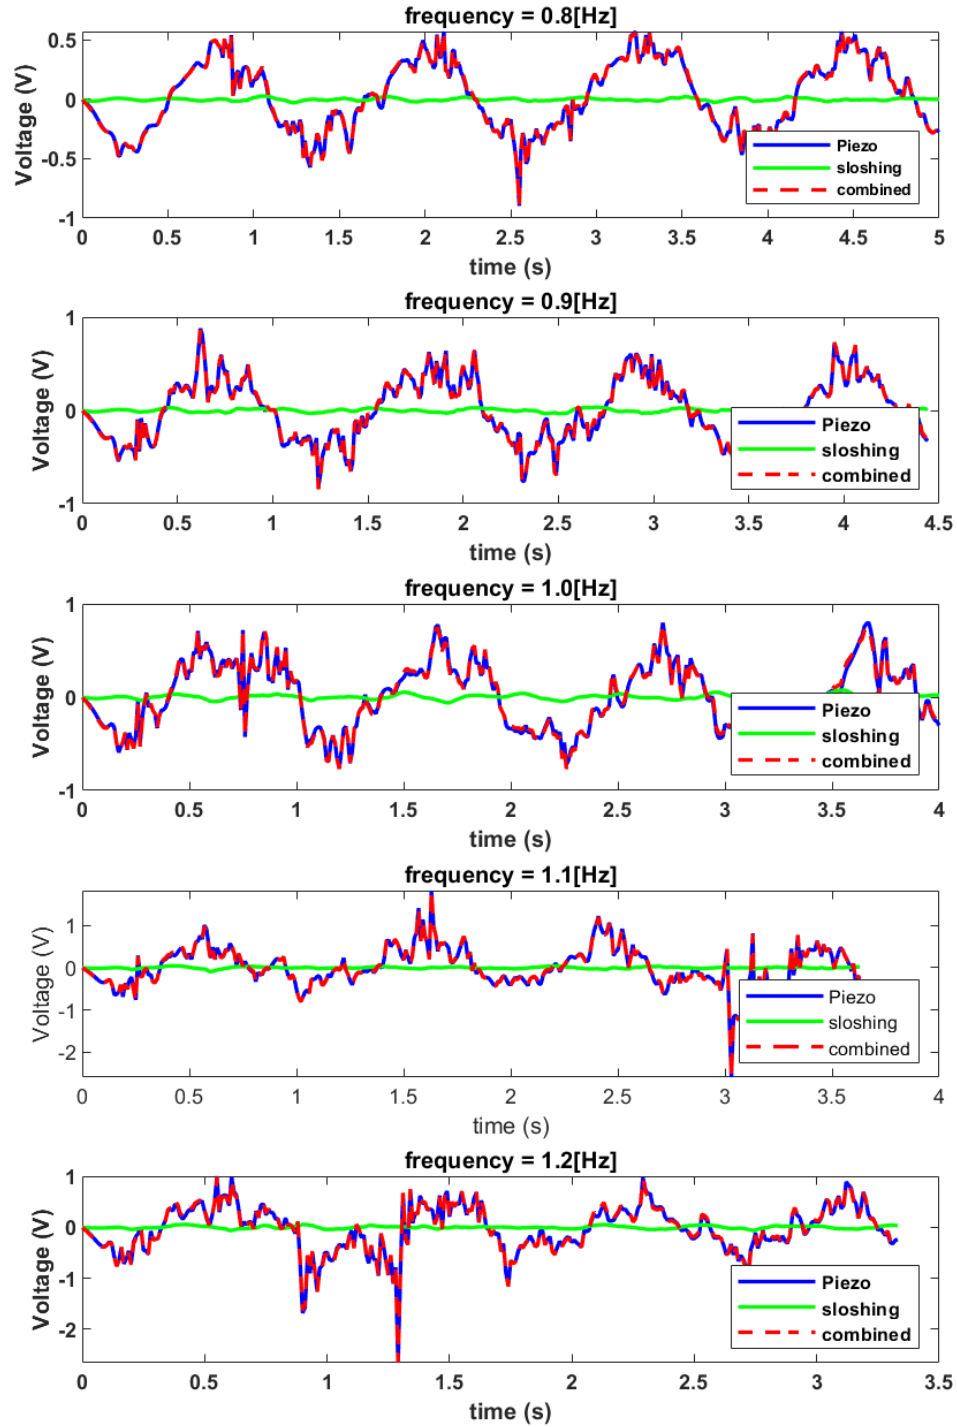 frequency = 0.8[Hz]
0.5
0
-0.5
-1
Voltage (V)
Piezo
sloshing
combined
0 0.5 1 1.5 2 2.5 3 3.5 4 4.5 5
time (s)
frequency = 0.9[Hz]
1
0
-1
Voltage (V)
Piezo
sloshing
combined
0 0.5 1 1.5 2 2.5 3 3.5 4 4.5
time (s)
frequency = 1.0[Hz]
1
0
-1
Voltage (V)
Piezo
sloshing
combined
0 0.5 1 1.5 2 2.5 3 3.5 4
time (s)
frequency = 1.1[Hz]
1
0
-1
-2
Voltage (V)
Piezo
sloshing
combined
0 0.5 1 1.5 2 2.5 3 3.5 4
time (s)
frequency = 1.2[Hz]
1
0
-1
-2
Voltage (V)
Piezo
sloshing
combined
0 0.5 1 1.5 2 2.5 3 3.5
time (s)